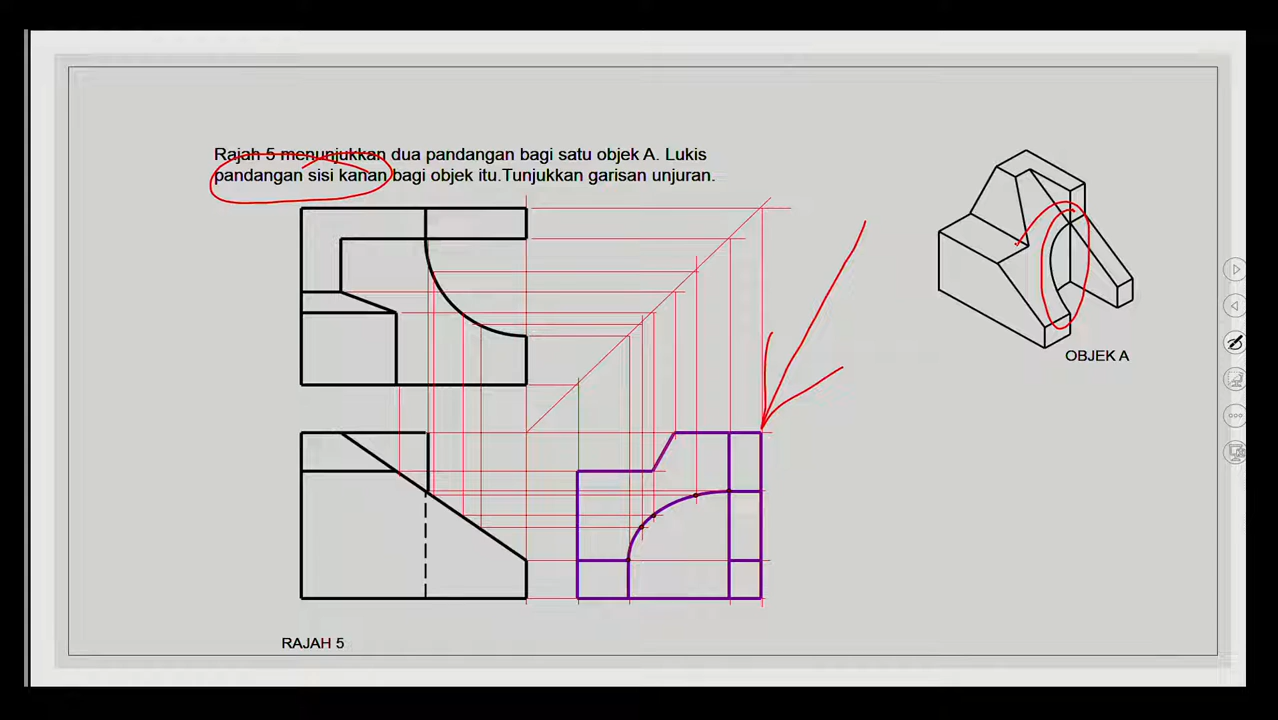 Rajah 5 menunjukkan dua pandangan bagi satu objek A. Lukis
pandangan sisi kanan bagi objek itu.Tunjukkan garisan unjuran.
OBJEK A
RAJAH 5